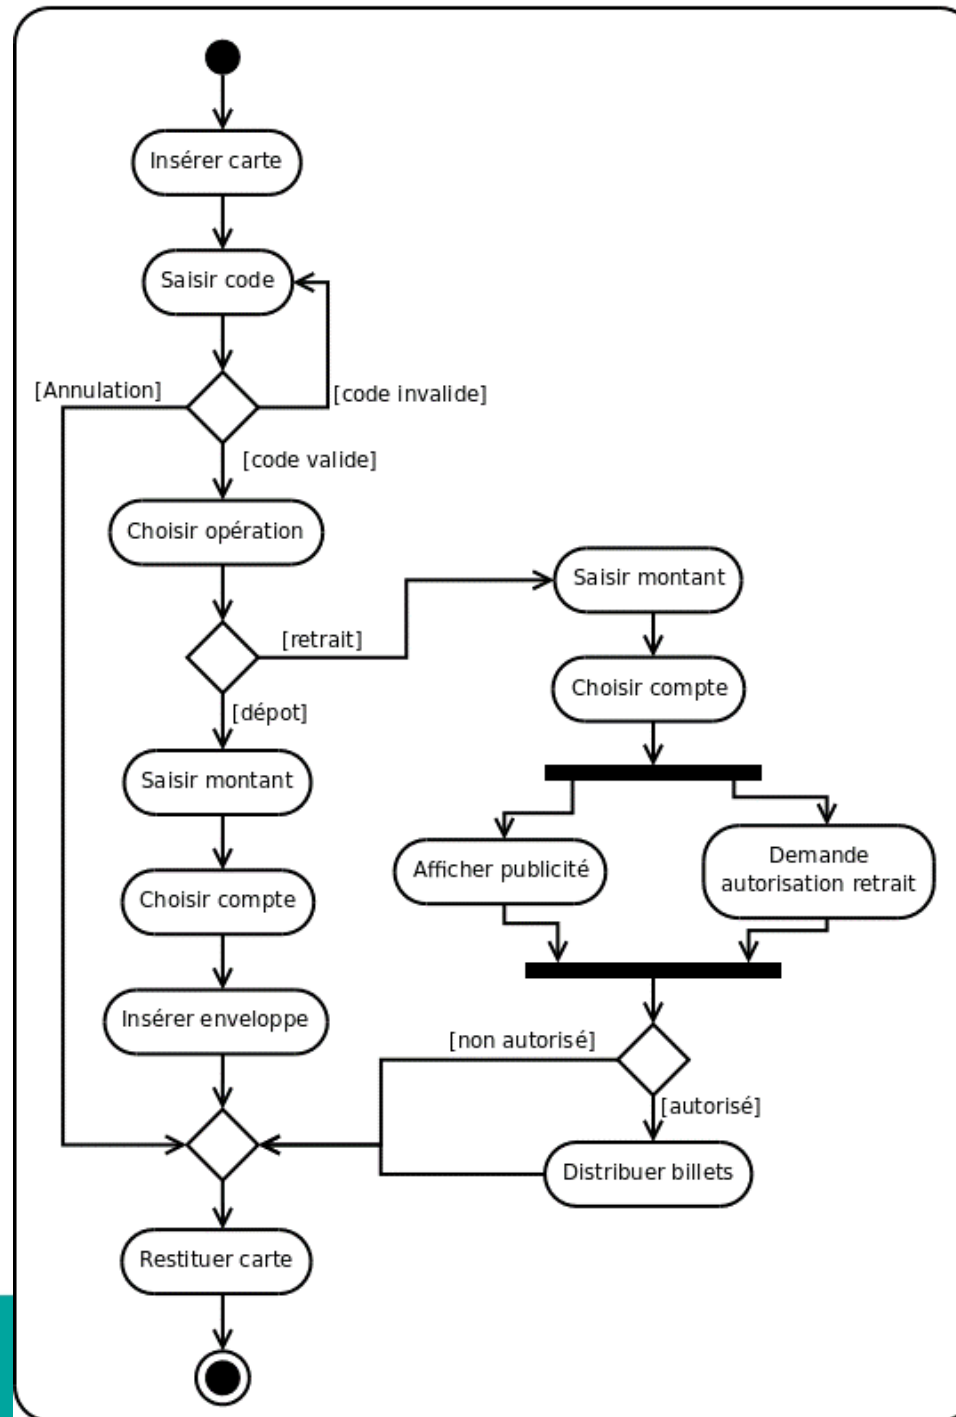 Insérer carte
Saisir code
[Annulation]
[code invalide]
[code valide]
Choisir opération
[retrait]
Saisir montant
Choisir compte
[dépot]
Saisir montant
Choisir compte
Insérer enveloppe
Afficher publicité
Demande
autorisation retrait
[non autorisé]
[autorisé]
Distribuer billets
Restituer carte